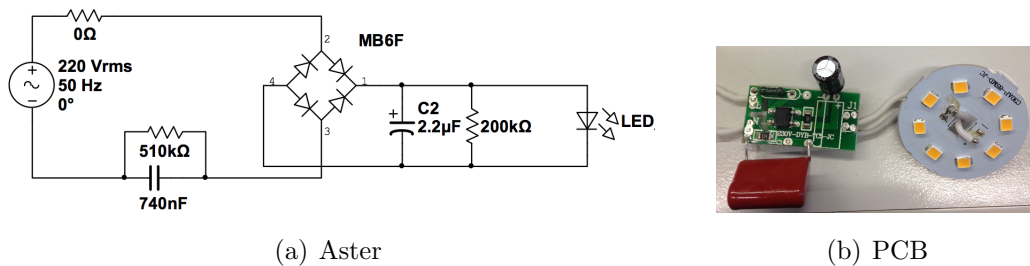 0Ω
220 Vrms
50 Hz
0°
510kΩ
740nF
MB6F
2
4
1
3
C2
2.2µF
200kΩ
LED
J1
(a) Aster
(b) PCB